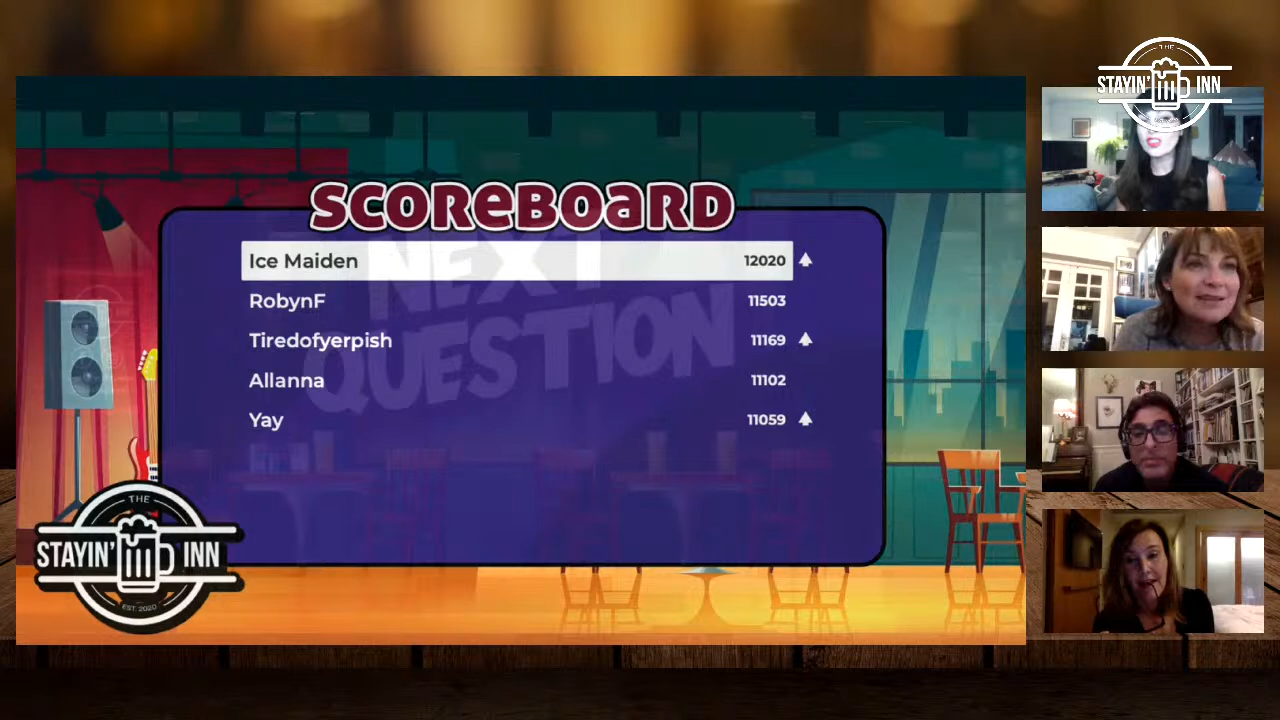 THE
STAYIN' INN
SCOREBOARD
NEXT
QUESTION
Ice Maiden 12020
RobynF 11503
Tiredofyerpish 11169
Allanna 11102
Yay 11059
THE
STAYIN' INN
EST. 2020